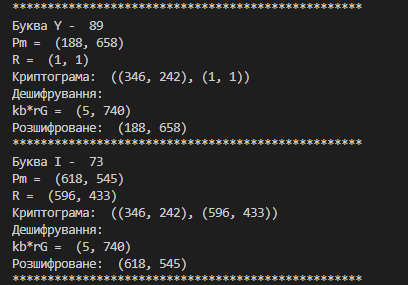 **************************************************
Буква Y -  89
Pm =  (188, 658)
R =  (1, 1)
Криптограма:  ((346, 242), (1, 1))
Дешифрування:
kb*rG =  (5, 740)
Розшифроване:  (188, 658)
**************************************************
Буква I -  73
Pm =  (618, 545)
R =  (596, 433)
Криптограма:  ((346, 242), (596, 433))
Дешифрування:
kb*rG =  (5, 740)
Розшифроване:  (618, 545)
**************************************************